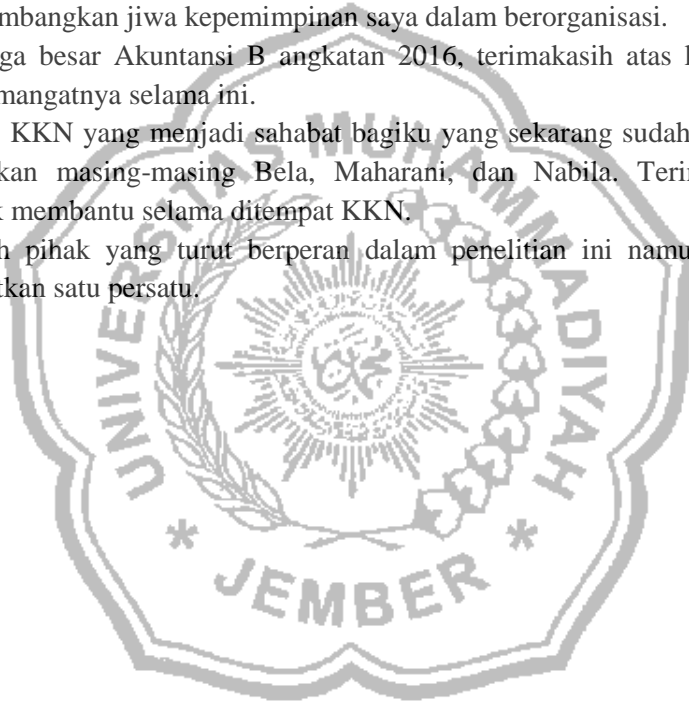 mbangkan jiwa kepemimpinan saya dalam berorganisasi.
ga besar Akuntansi B angkatan 2016, terimakasih atas
mangatnya selama ini.
KKN yang menjadi sahabat bagiku yang sekarang sudah
kan masing-masing Bela, Maharani, dan Nabila.
membantu selama ditempat KKN.
pihak yang turut berperan dalam penelitian ini
tkan satu persatu.
UNIVERSITAS MUHAMMADIYAH
* JEMBER *